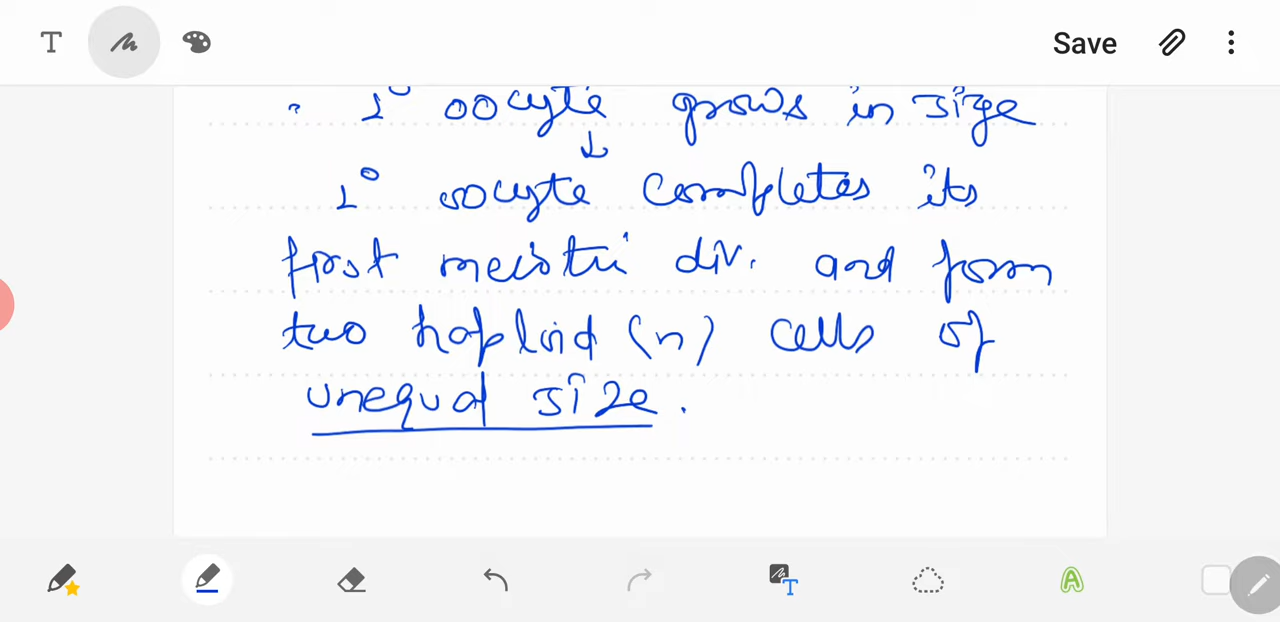 T Save
1° oocyte grows in size
↓
1° oocyte completes its
first meiotic div. and form
two haploid (n) cells of
unequal size.
T
A